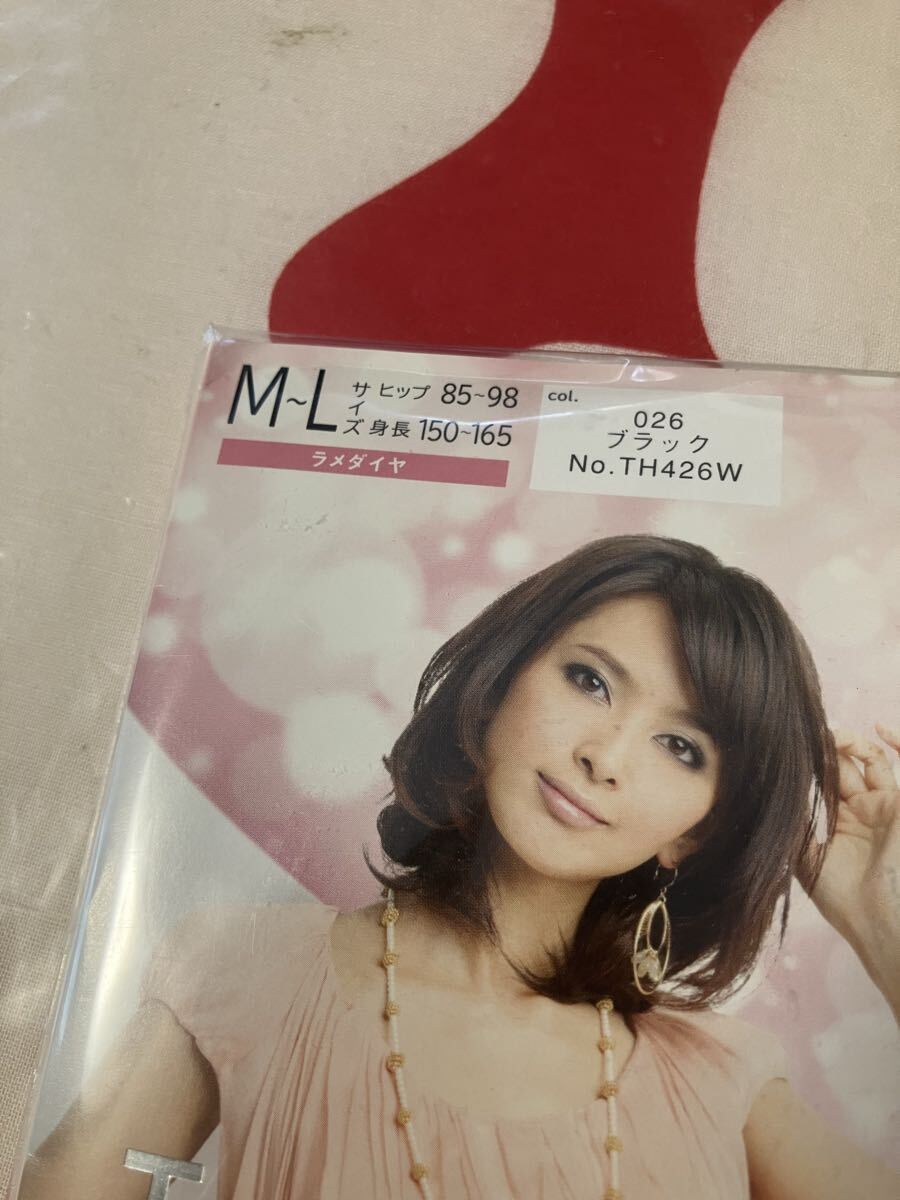 M~L サイズ ヒップ 85~98
身長 150~165
ラメダイヤ
col.
026
ブラック
No.TH426W